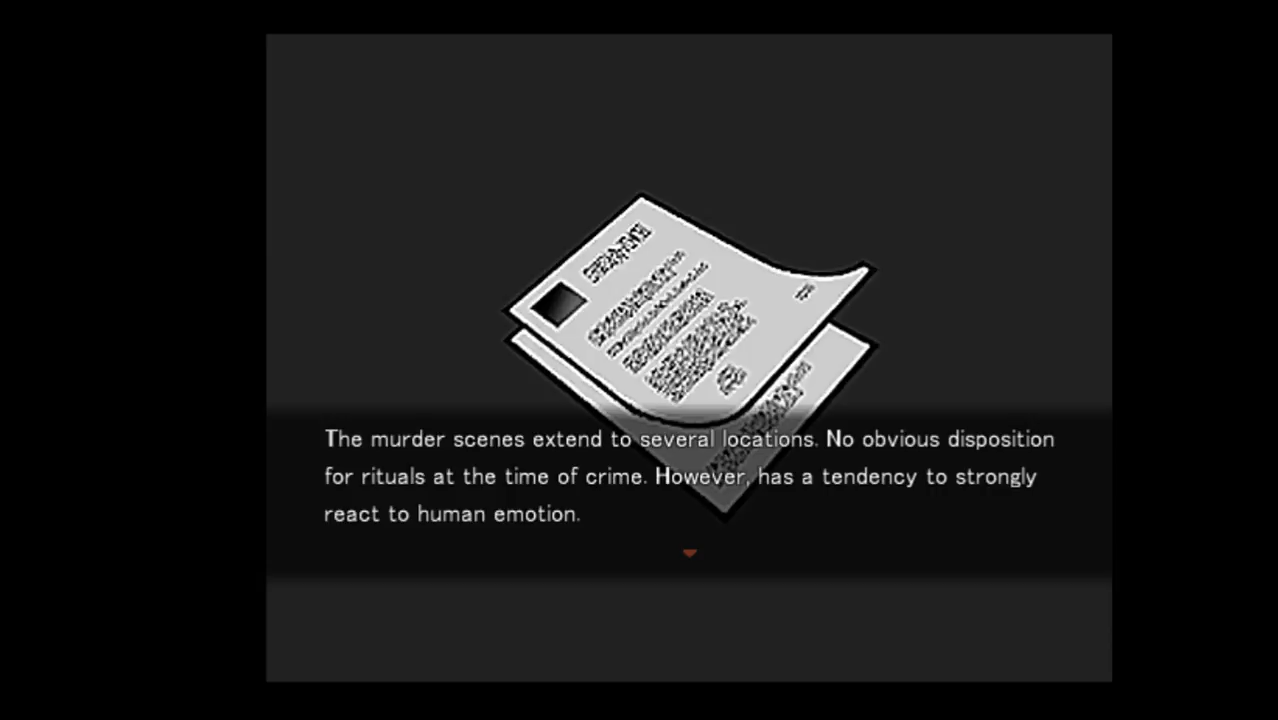 The murder scenes extend to several locations. No obvious disposition
for rituals at the time of crime. However, has a tendency to strongly
react to human emotion.